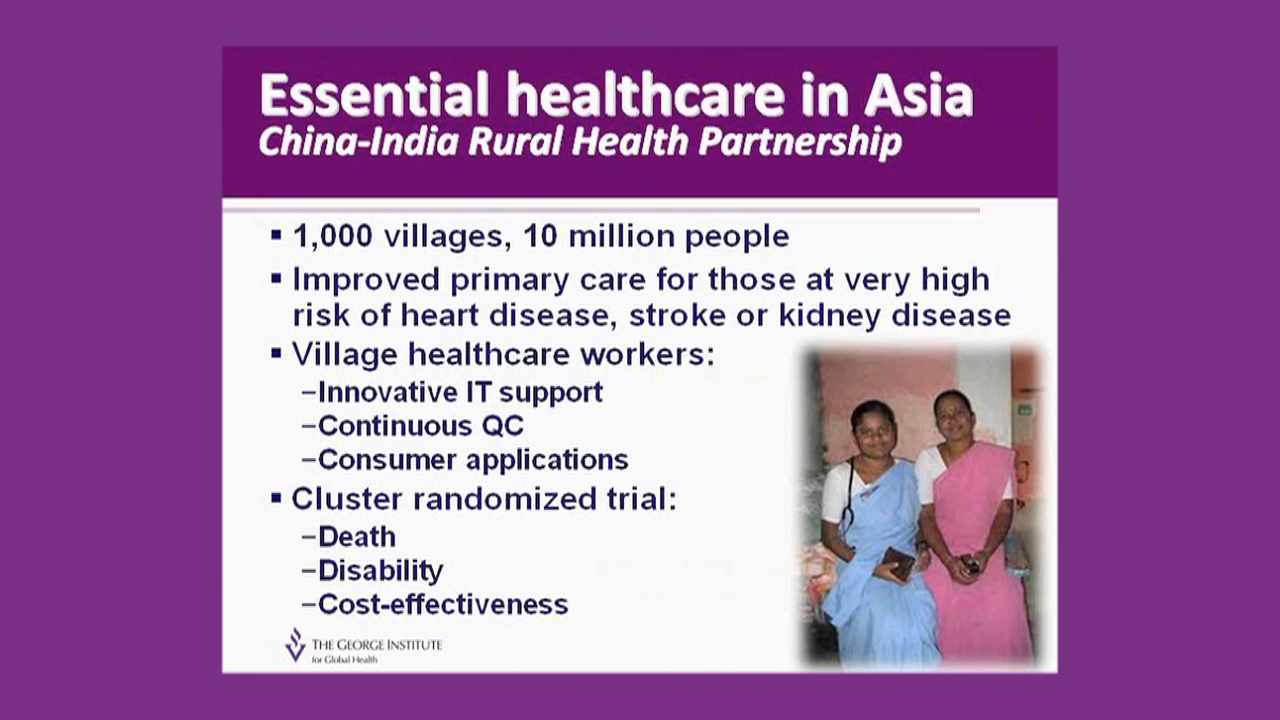 Essential healthcare in Asia
China-India Rural Health Partnership
▪ 1,000 villages, 10 million people
▪ Improved primary care for those at very high
risk of heart disease, stroke or kidney disease
▪ Village healthcare workers:
–Innovative IT support
–Continuous QC
–Consumer applications
▪ Cluster randomized trial:
–Death
–Disability
–Cost-effectiveness
THE GEORGE INSTITUTE
for Global Health